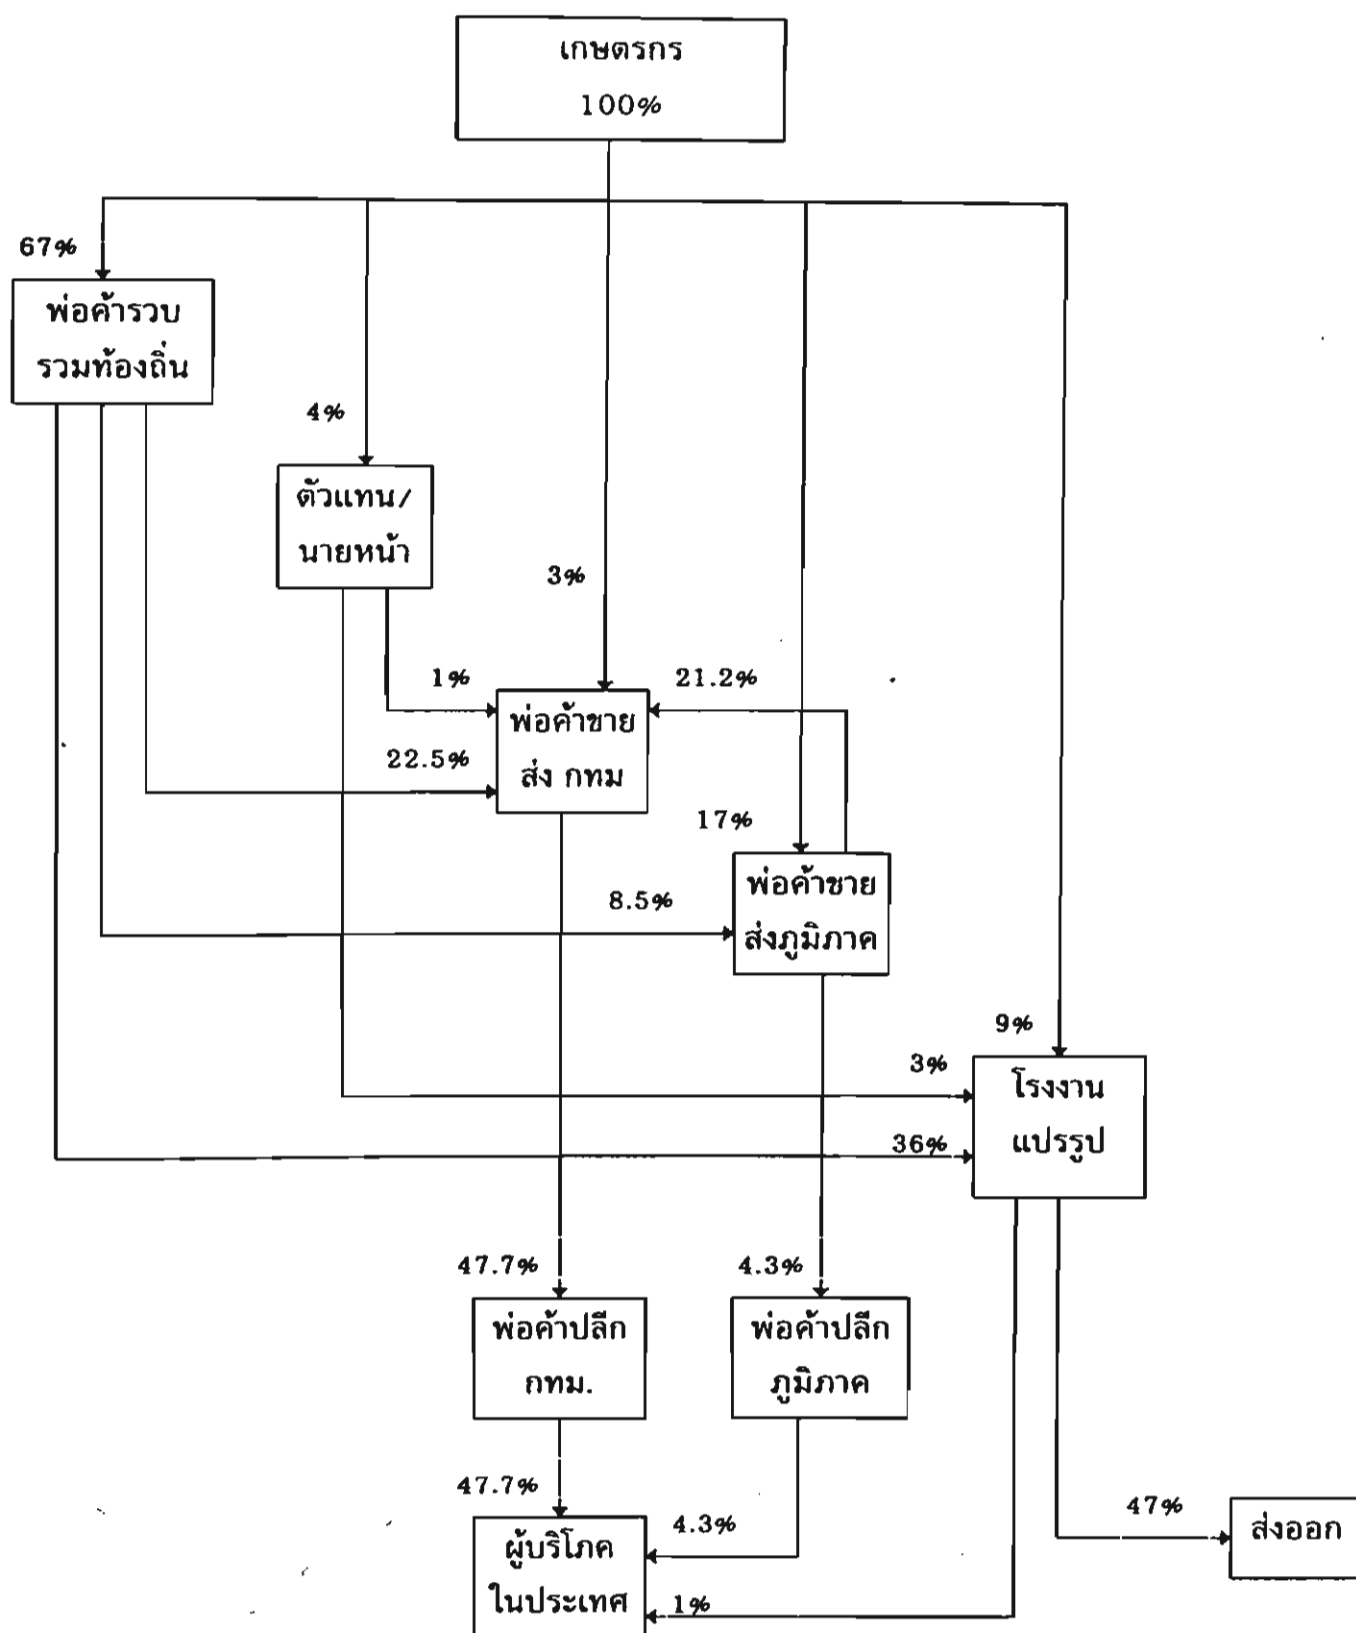 เกษตรกร
100%
67%
พ่อค้ารวบ
รวมท้องถิ่น
4%
ตัวแทน/
นายหน้า
3%
1%
21.2%
พ่อค้าขาย
ส่ง กทม
22.5%
17%
พ่อค้าขาย
ส่งภูมิภาค
8.5%
9%
3%
โรงงาน
แปรรูป
36%
47.7%
4.3%
พ่อค้าปลีก
กทม.
พ่อค้าปลีก
ภูมิภาค
47.7%
4.3%
47%
ส่งออก
ผู้บริโภค
ในประเทศ
1%